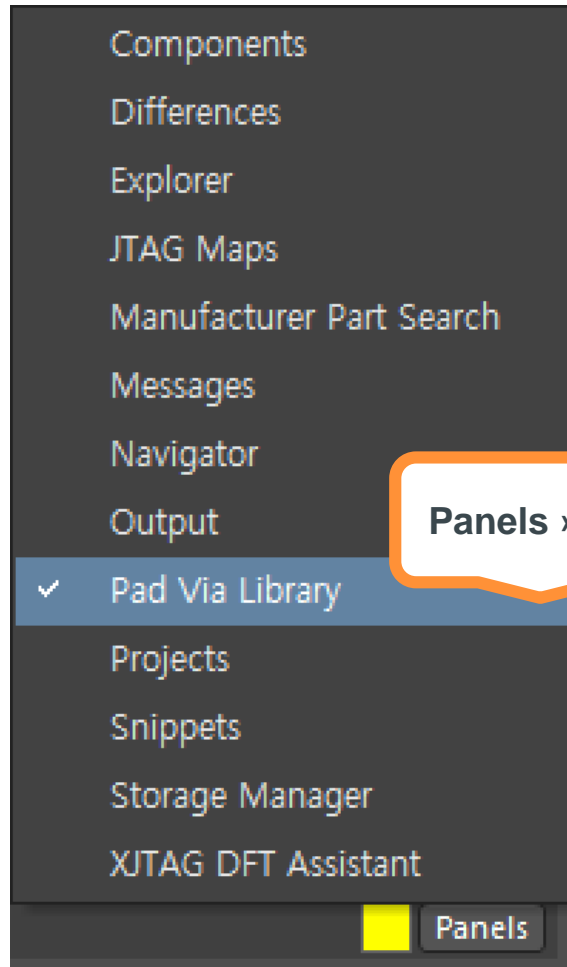 Components
Differences
Explorer
JTAG Maps
Manufacturer Part Search
Messages
Navigator
Output
Panels »
✓ Pad Via Library
Projects
Snippets
Storage Manager
XJTAG DFT Assistant
Panels